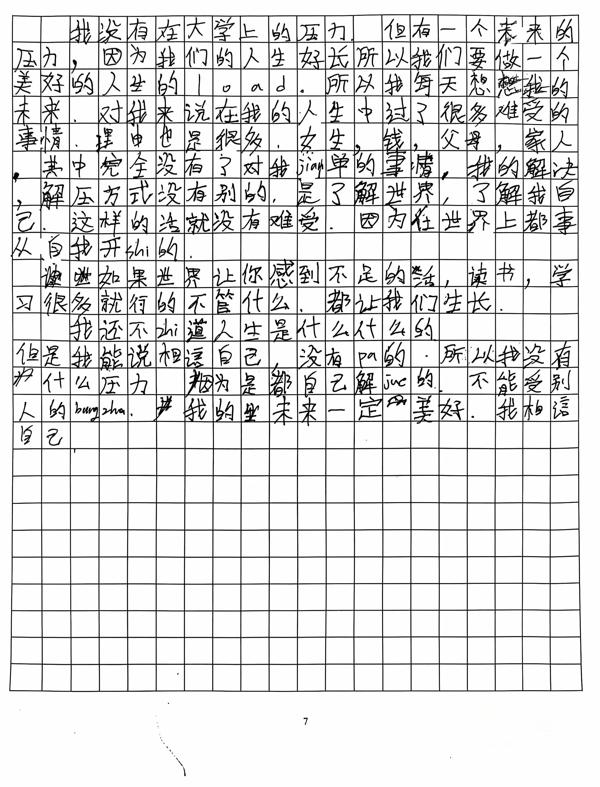 我没有在大学上的压力. 但有一个未来的
压力, 因为我们的人生好长所以我们要做一个
美好的人生的load. 所以我每天想想我的
未来. 对我来说在我的人生中过了很多难受的
事情. 理由也是很多. 女生, 钱, 父母, 家人
, 其中完全没有了对我jian单的事情, 我的解决
, 解压方式没有别的. 是了解世界, 了解我自
己. 这样的活就没有难受. 因为在世界上都事
从自我开shi的.
如果世界让你感到不足的话, 读书, 学
习很多就行的不管什么. 都让我们生长.
我还不zhi道人生是什么什么的
但是我能说相信自己, 没有pa的. 所以我没有
什么压力 因为是都自己解jue的. 不能受别
人的bangzhu. 我的未来一定美好. 我相信
自己
7